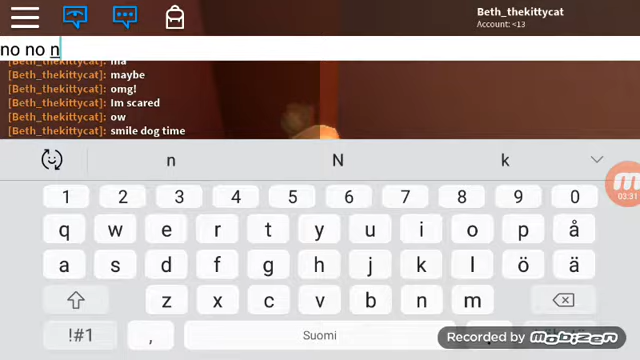 Beth_thekittycat
Account: <13
no no n
[Beth_thekittycat]: ma
[Beth_thekittycat]: maybe
[Beth_thekittycat]: omg!
[Beth_thekittycat]: Im scared
[Beth_thekittycat]: ow
[Beth_thekittycat]: smile dog time
n N k
03:31
1 2 3 4 5 6 7 8 9 0
q w e r t y u i o p å
a s d f g h j k l ö ä
z x c v b n m
!#1 , Suomi
Recorded by mobizen